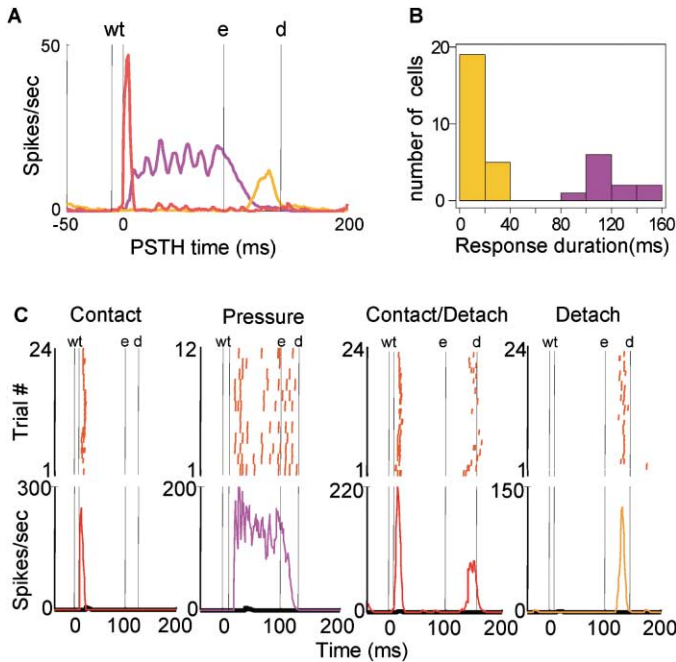 A
wt e d
50
0
Spikes/sec
-50 0 200
PSTH time (ms)
B
20
10
0
number of cells
0 40 80 120 160
Response duration(ms)
C
Contact Pressure Contact/Detach Detach
wt e d wt e d wt e d wt e d
24 12 24 24
Trial #
1 1 1 1
300 200 220 150
Spikes/sec
0 0 0 0
0 100 200 0 100 200 0 100 200 0 100 200
Time (ms)